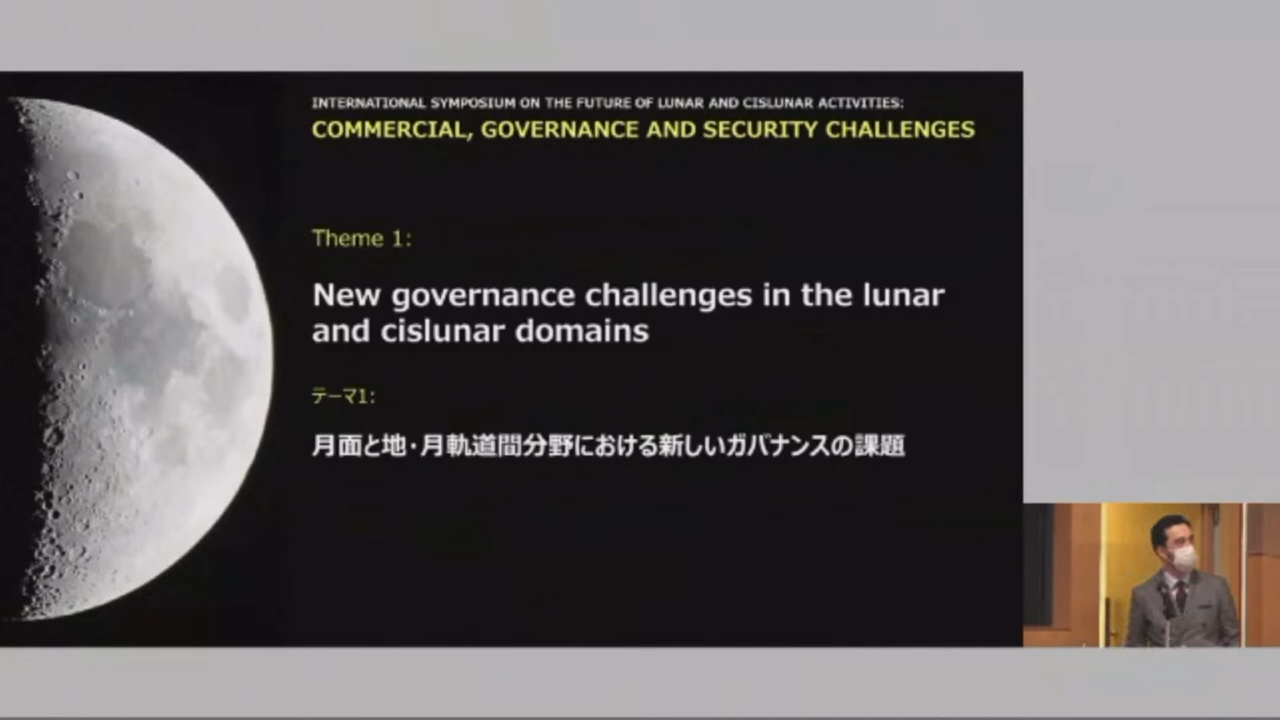 INTERNATIONAL SYMPOSIUM ON THE FUTURE OF LUNAR AND CISLUNAR ACTIVITIES:
COMMERCIAL, GOVERNANCE AND SECURITY CHALLENGES
Theme 1:
New governance challenges in the lunar
and cislunar domains
テーマ1:
月面と地・月軌道間分野における新しいガバナンスの課題